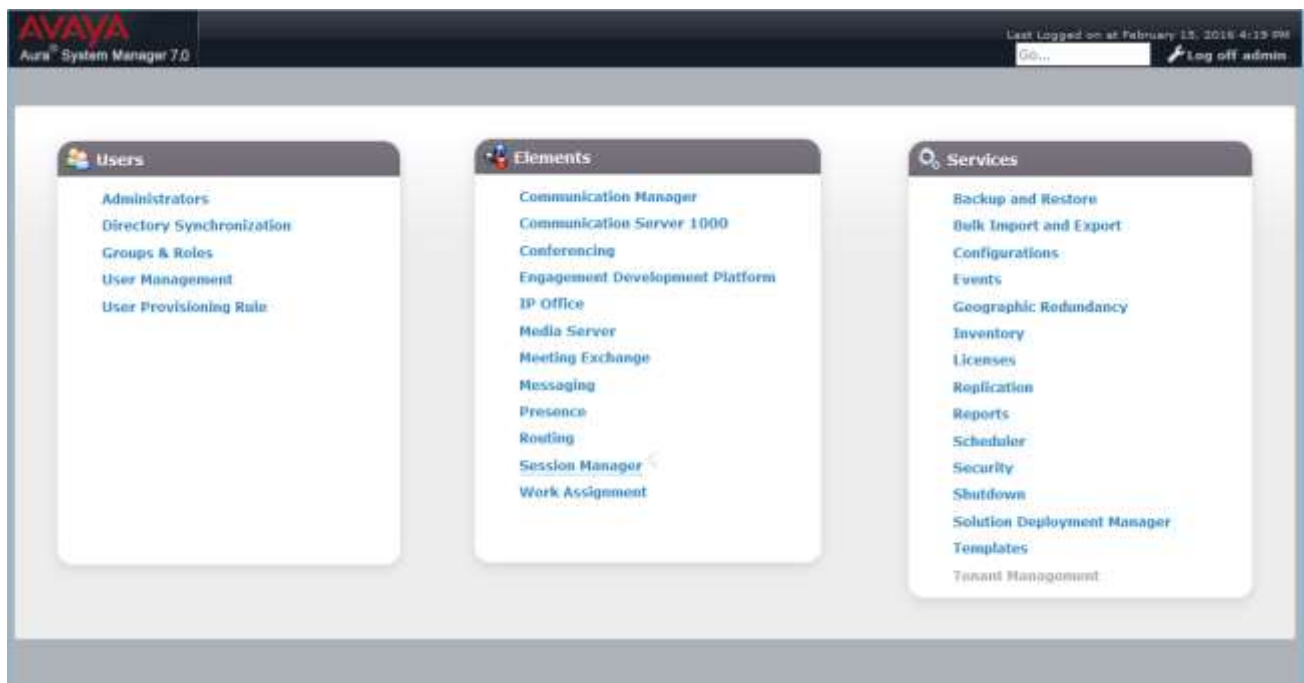 AVAYA
Aura® System Manager 7.0
Last Logged on at February 15, 2016 4:13 PM
Go...
Log off admin
Users
Administrators
Directory Synchronization
Groups & Roles
User Management
User Provisioning Rule
Elements
Communication Manager
Communication Server 1000
Conferencing
Engagement Development Platform
IP Office
Media Server
Meeting Exchange
Messaging
Presence
Routing
Session Manager
Work Assignment
Services
Backup and Restore
Bulk Import and Export
Configurations
Events
Geographic Redundancy
Inventory
Licenses
Replication
Reports
Scheduler
Security
Shutdown
Solution Deployment Manager
Templates
Tenant Management